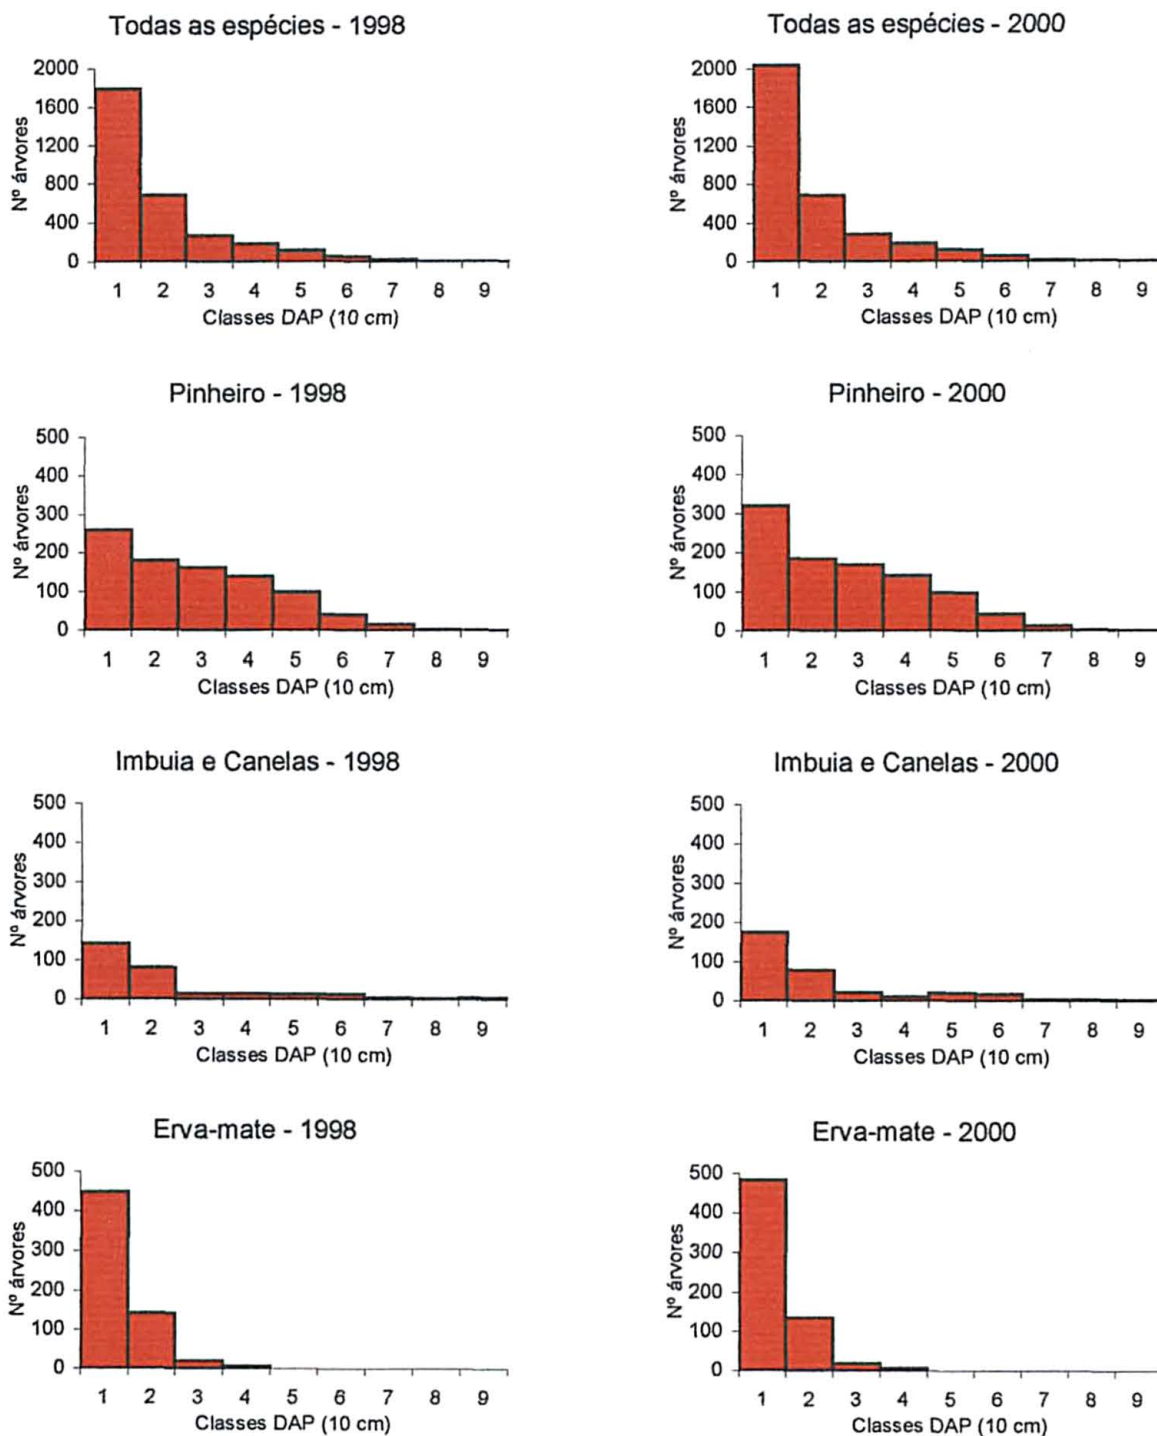 Todas as espécies - 1998
Nº árvores
2000
1600
1200
800
400
0
1 2 3 4 5 6 7 8 9
Classes DAP (10 cm)
Todas as espécies - 2000
Nº árvores
2000
1600
1200
800
400
0
1 2 3 4 5 6 7 8 9
Classes DAP (10 cm)
Pinheiro - 1998
Nº árvores
500
400
300
200
100
0
1 2 3 4 5 6 7 8 9
Classes DAP (10 cm)
Pinheiro - 2000
Nº árvores
500
400
300
200
100
0
1 2 3 4 5 6 7 8 9
Classes DAP (10 cm)
Imbuia e Canelas - 1998
Nº árvores
500
400
300
200
100
0
1 2 3 4 5 6 7 8 9
Classes DAP (10 cm)
Imbuia e Canelas - 2000
Nº árvores
500
400
300
200
100
0
1 2 3 4 5 6 7 8 9
Classes DAP (10 cm)
Erva-mate - 1998
Nº árvores
500
400
300
200
100
0
1 2 3 4 5 6 7 8 9
Classes DAP (10 cm)
Erva-mate - 2000
Nº árvores
500
400
300
200
100
0
1 2 3 4 5 6 7 8 9
Classes DAP (10 cm)